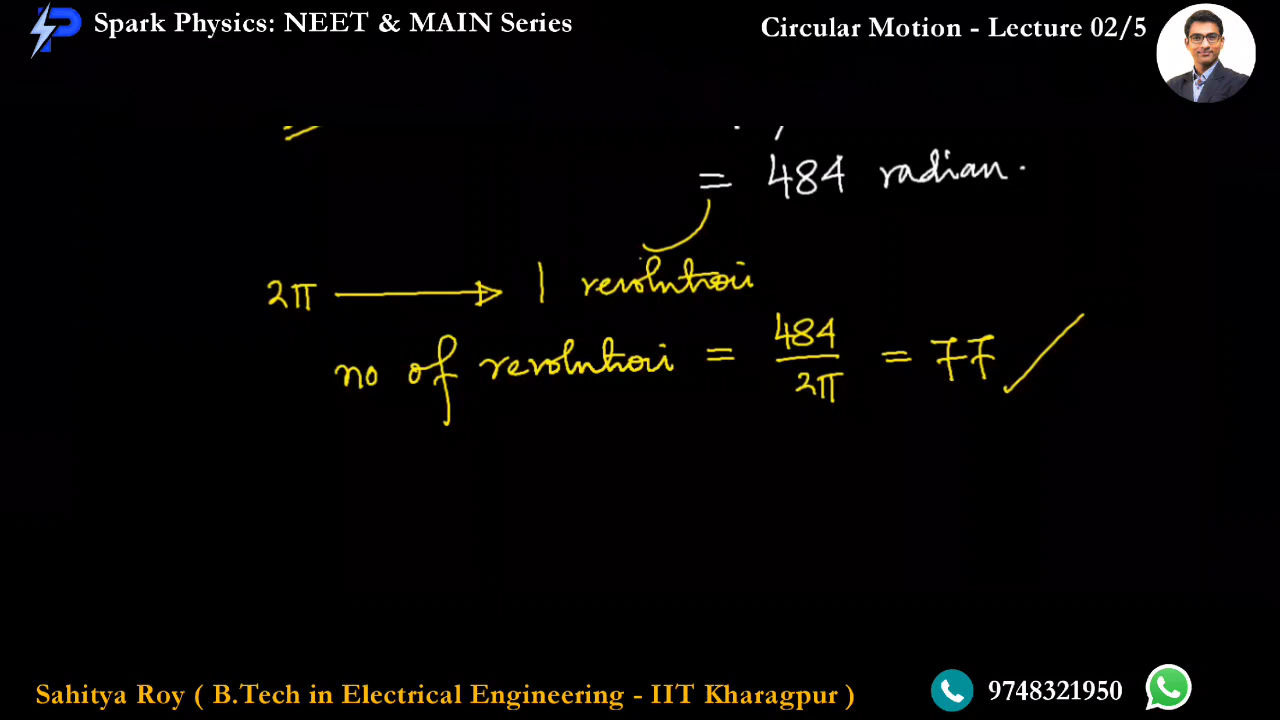 Spark Physics: NEET & MAIN Series
Circular Motion - Lecture 02/5
= 484 radian.
2π → 1 revolution
no of revolution = 484/2π = 77
Sahitya Roy ( B.Tech in Electrical Engineering - IIT Kharagpur )
9748321950